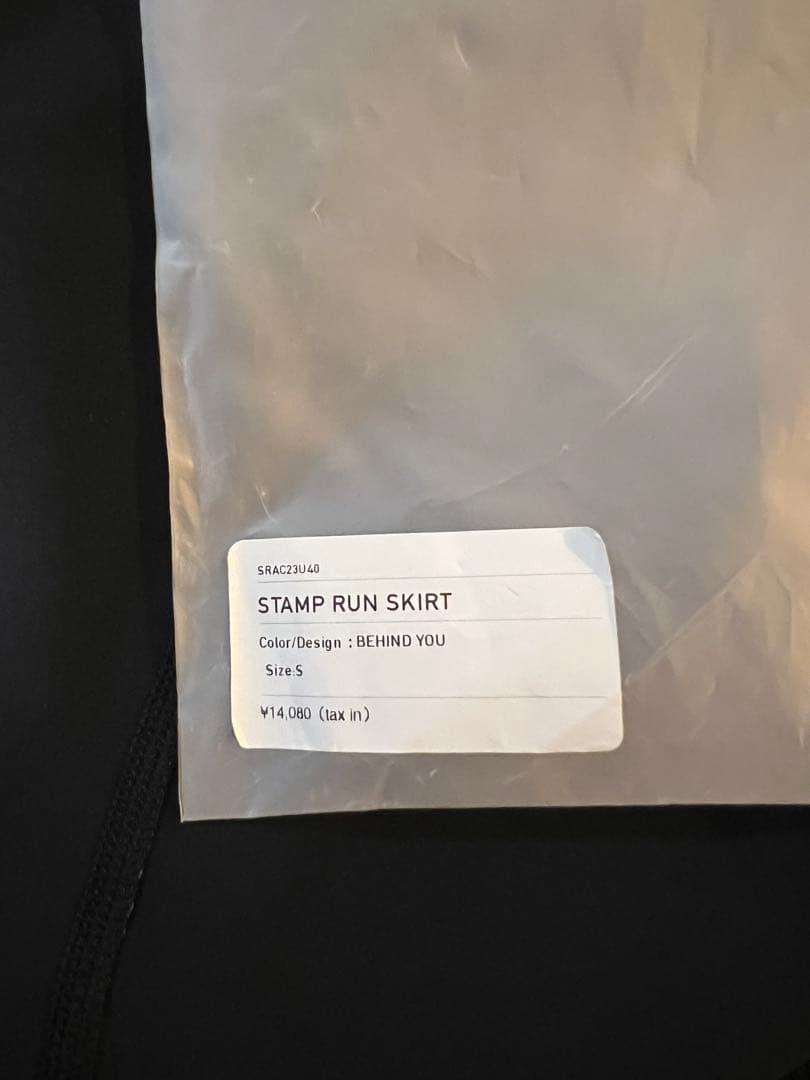 SRAC23U40
STAMP RUN SKIRT
Color/Design : BEHIND YOU
Size:S
¥14,080 (tax in)